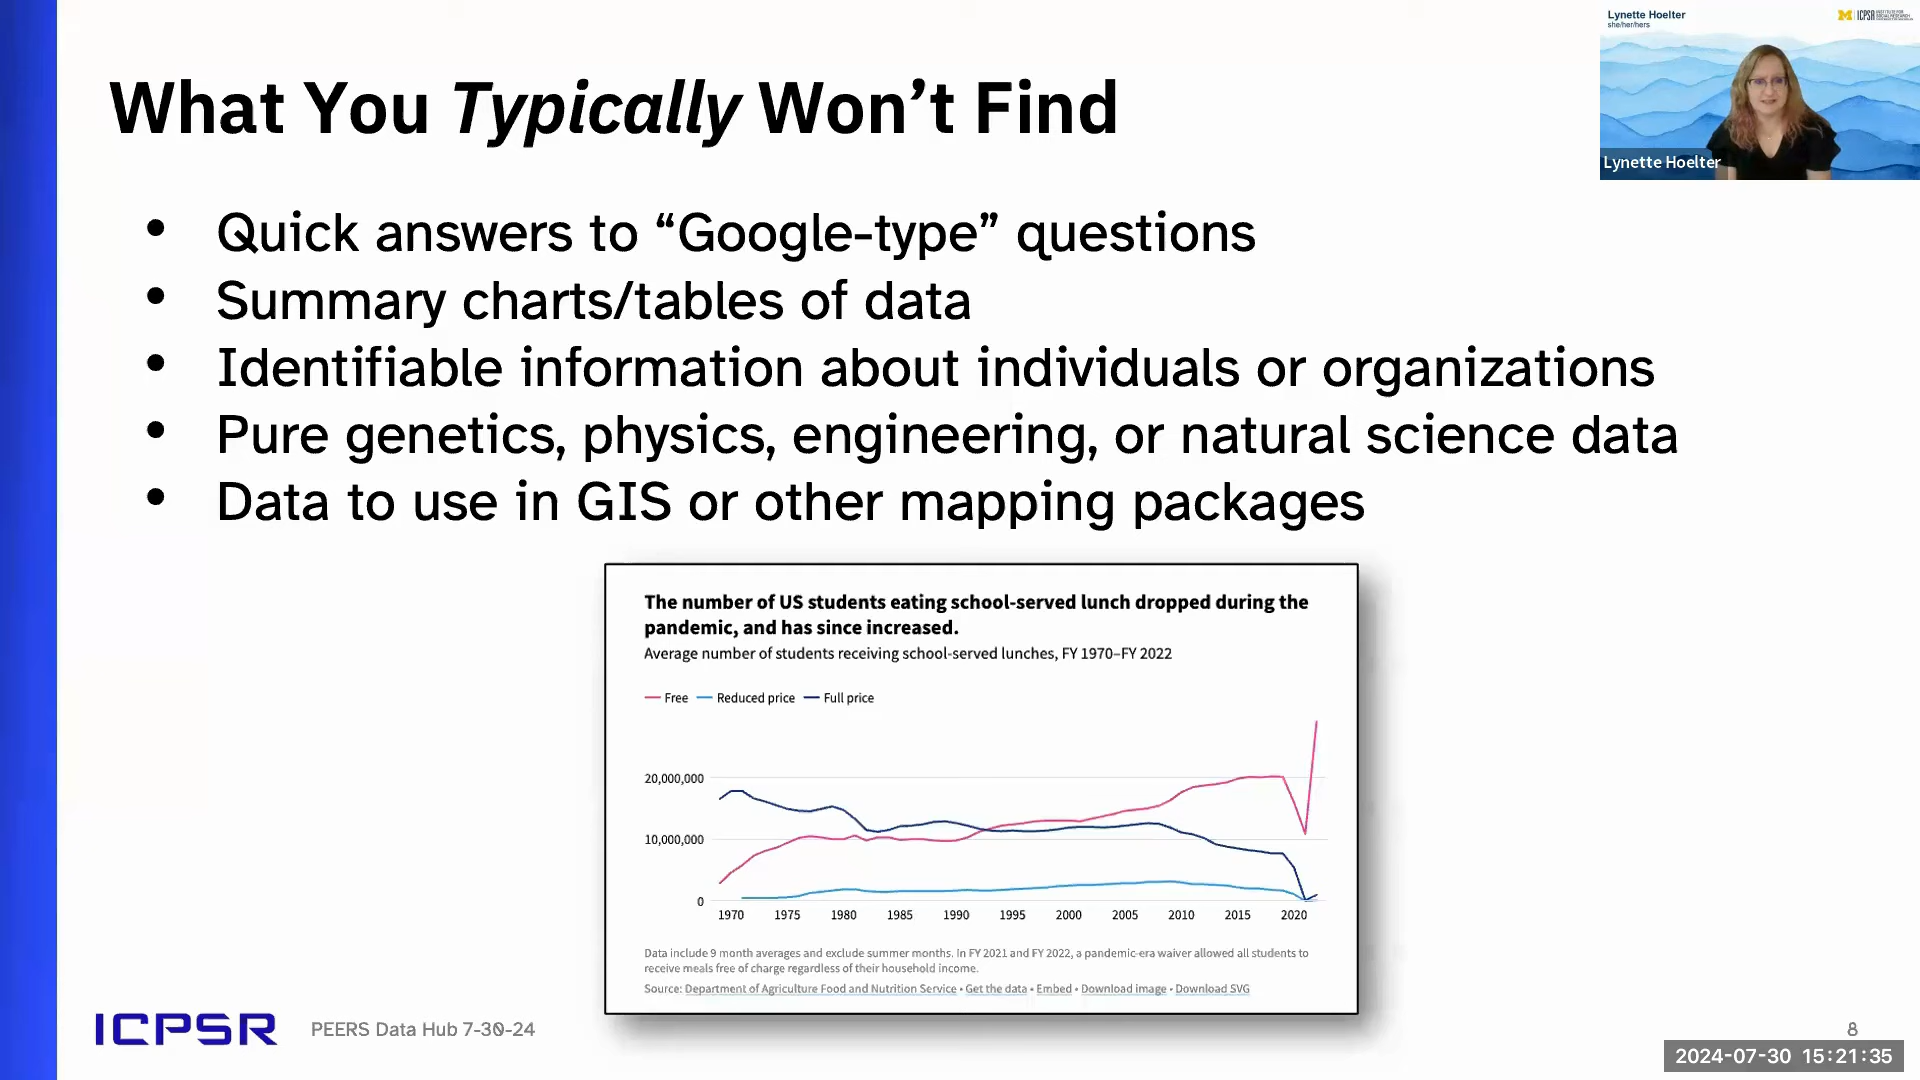 What You Typically Won’t Find
Lynette Hoelter
she/her/hers
ICPSR
Lynette Hoelter
• Quick answers to “Google-type” questions
• Summary charts/tables of data
• Identifiable information about individuals or organizations
• Pure genetics, physics, engineering, or natural science data
• Data to use in GIS or other mapping packages
The number of US students eating school-served lunch dropped during the
pandemic, and has since increased.
Average number of students receiving school-served lunches, FY 1970–FY 2022
Free Reduced price Full price
20,000,000
10,000,000
0
1970 1975 1980 1985 1990 1995 2000 2005 2010 2015 2020
Data include 9 month averages and exclude summer months. In FY 2021 and FY 2022, a pandemic-era waiver allowed all students to
receive meals free of charge regardless of their household income.
Source: Department of Agriculture Food and Nutrition Service • Get the data • Embed • Download image • Download SVG
ICPSR PEERS Data Hub 7-30-24
8
2024-07-30 15:21:35